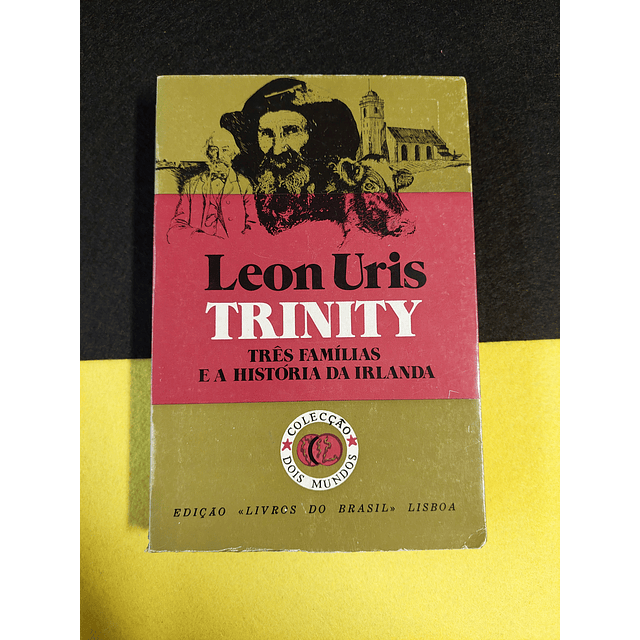 Leon Uris
TRINITY
TRÊS FAMÍLIAS
E A HISTÓRIA DA IRLANDA
COLECÇÃO
DOIS MUNDOS
EDIÇÃO «LIVROS DO BRASIL» LISBOA